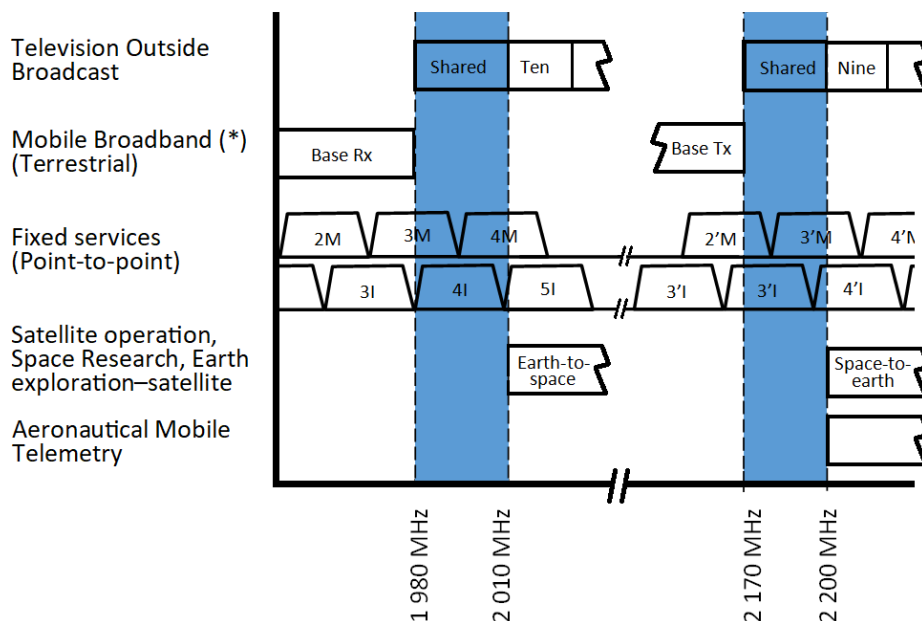 Television Outside
Broadcast
Shared
Ten
Shared
Nine
Mobile Broadband (*)
(Terrestrial)
Base Rx
Base Tx
Fixed services
(Point-to-point)
2M
3M
4M
2’M
3’M
4’M
3I
4I
5I
3’I
3’I
4’I
Satellite operation,
Space Research, Earth
exploration–satellite
Earth-to-
space
Space-to-
earth
Aeronautical Mobile
Telemetry
1 980 MHz
2 010 MHz
2 170 MHz
2 200 MHz